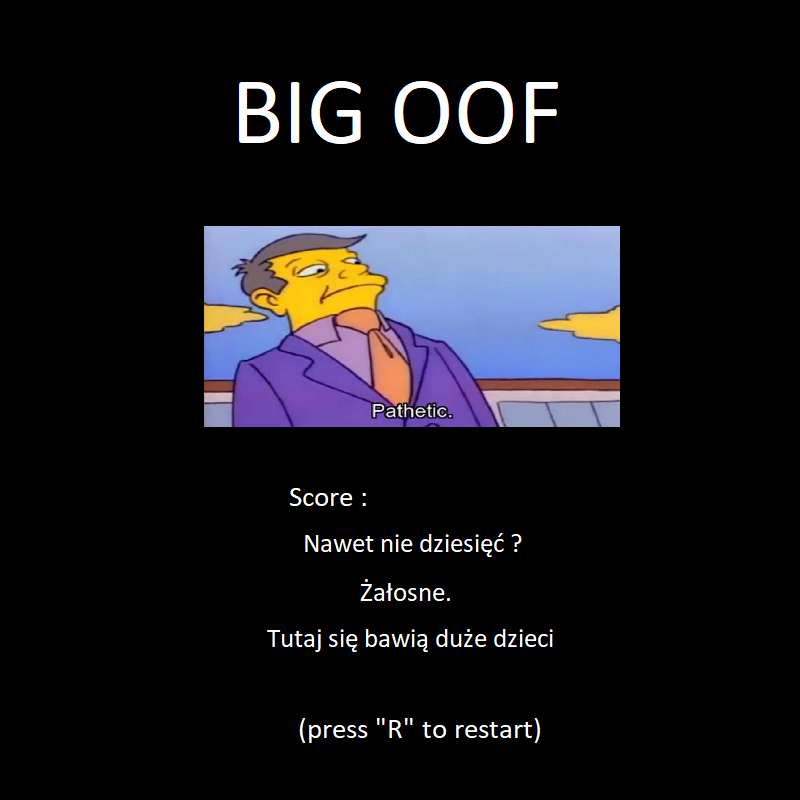 BIG OOF
Pathetic.
Score :
Nawet nie dziesięć ?
Żałosne.
Tutaj się bawią duże dzieci
(press "R" to restart)